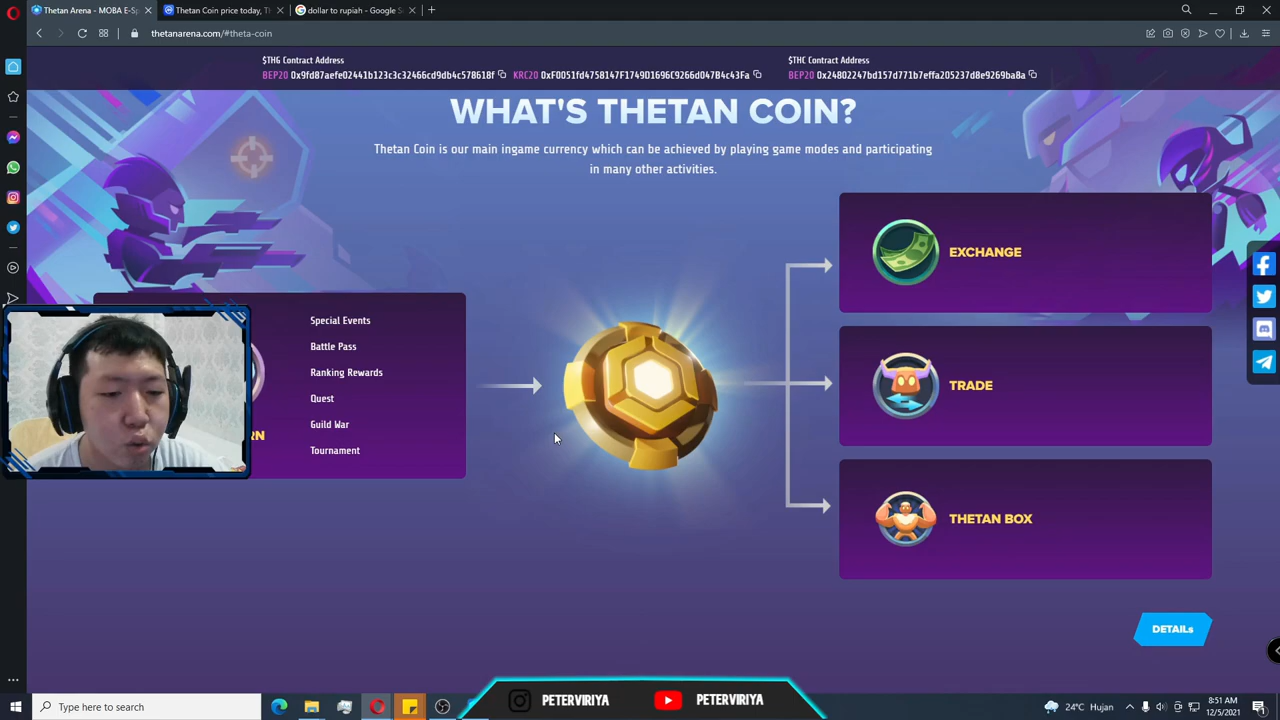 Thetan Arena - MOBA E-Sp
Thetan Coin price today, Th
dollar to rupiah - Google Se
88
thetanarena.com/#theta-coin
$THG Contract Address
BEP20 0x9fd87aefe02441b123c3c32466cd9db4c578618f KRC20 0xF0051fd4758147F1749D1696C9266d047B4c43Fa
$THC Contract Address
BEP20 0x24802247bd157d771b7effa205237d8e9269ba8a
WHAT'S THETAN COIN?
Thetan Coin is our main ingame currency which can be achieved by playing game modes and participating
in many other activities.
RN
Special Events
Battle Pass
Ranking Rewards
Quest
Guild War
Tournament
EXCHANGE
TRADE
THETAN BOX
DETAILs
Type here to search
PETERVIRIYA
PETERVIRIYA
24°C Hujan
8:51 AM
12/5/2021